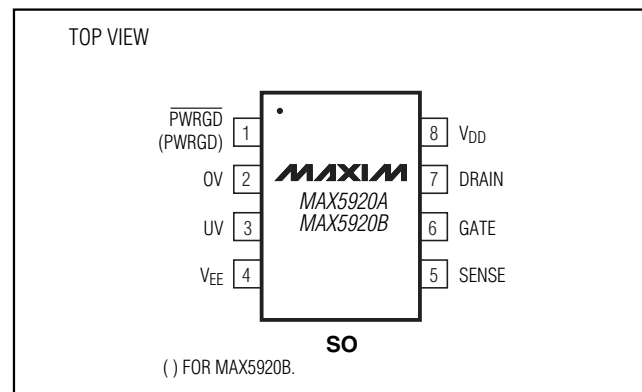 TOP VIEW
PWRGD
(PWRGD) 1
OV 2
UV 3
VEE 4
MAXIM
MAX5920A
MAX5920B
8 VDD
7 DRAIN
6 GATE
5 SENSE
SO
( ) FOR MAX5920B.